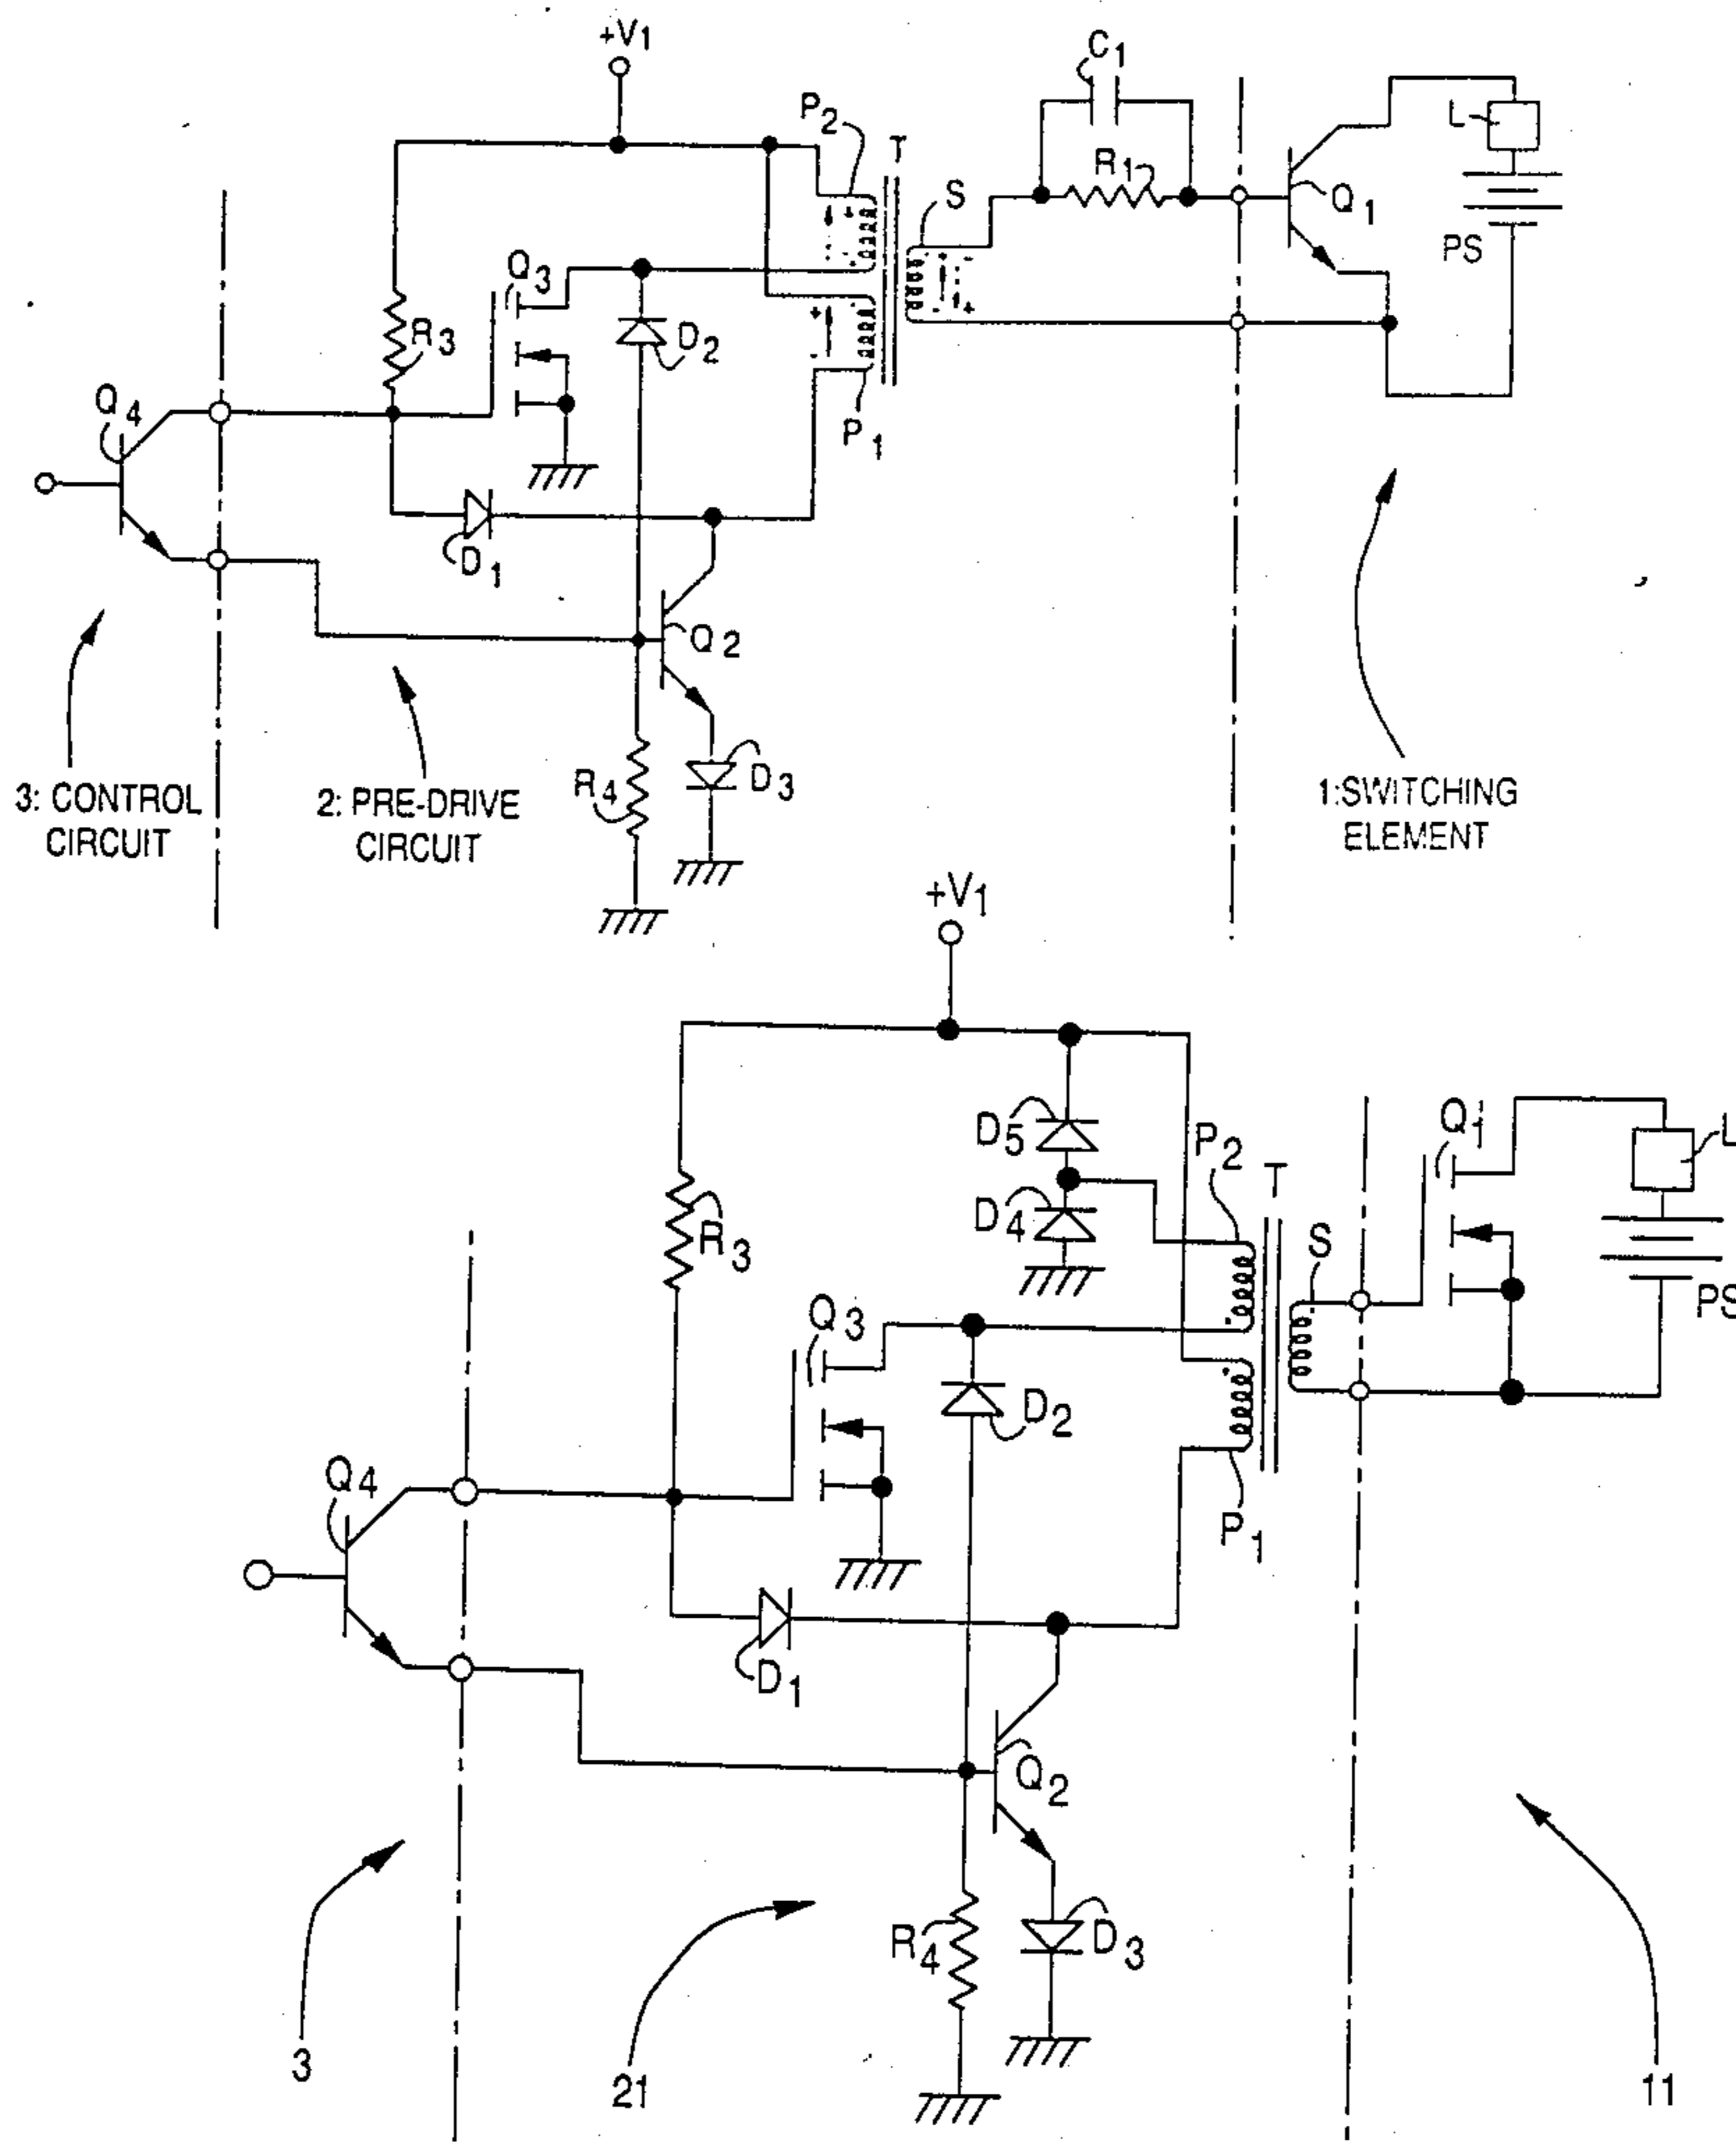 +V1
C1
P2
T
L
R1
S
Q1
PS
Q3
R3
D2
Q4
P1
D1
Q2
R4
D3
3: CONTROL
CIRCUIT
2: PRE-DRIVE
CIRCUIT
1:SWITCHING
ELEMENT
+V1
D5
P2
Q1
L
T
D4
R3
S
Q3
PS
D2
Q4
P1
D1
Q2
R4
D3
3
21
11